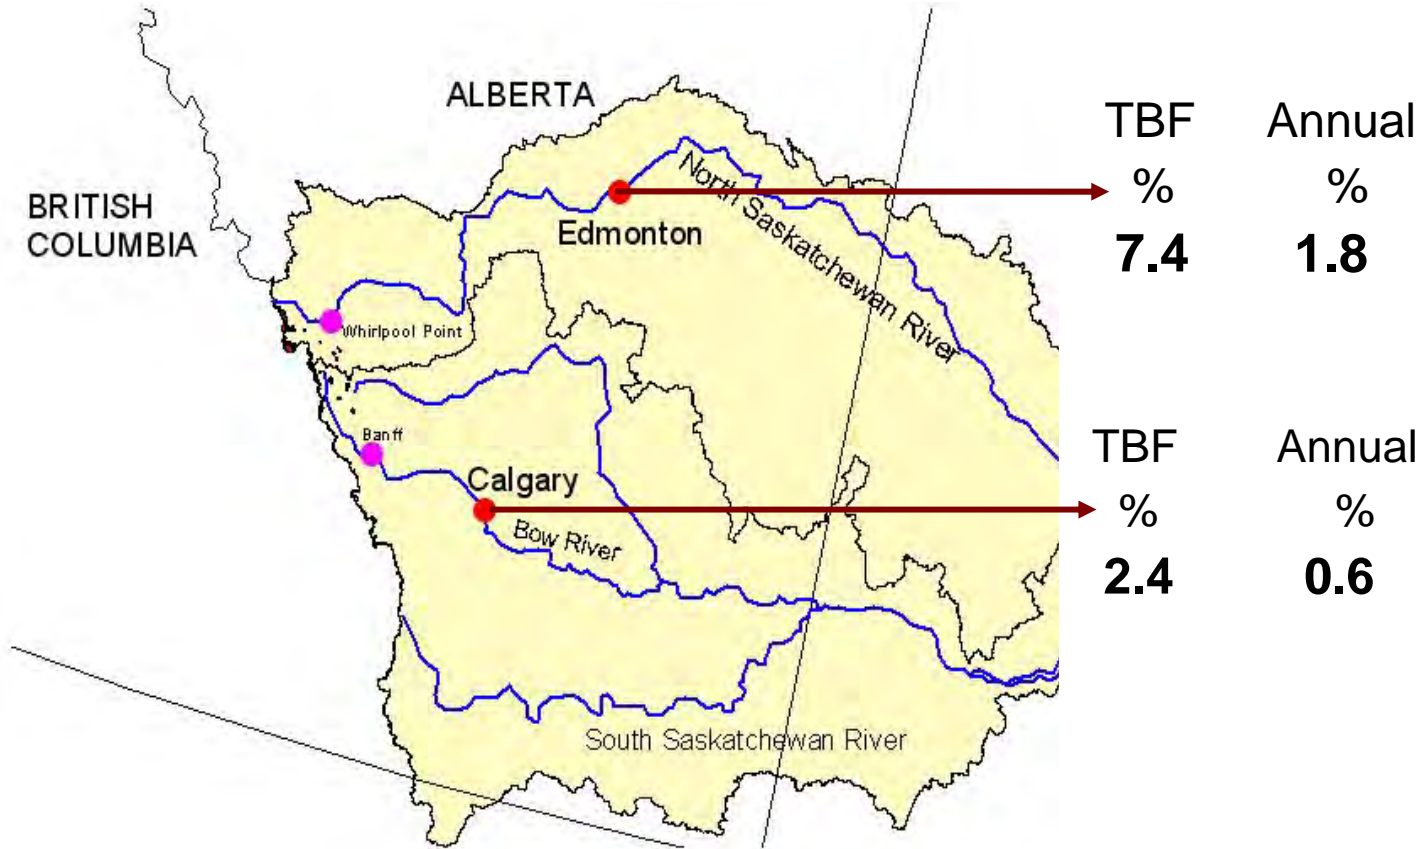 ALBERTA
TBF Annual
% %
7.4 1.8
BRITISH
COLUMBIA
North Saskatchewan River
Edmonton
Whirlpool Point
Banff
TBF Annual
% %
2.4 0.6
Calgary
Bow River
South Saskatchewan River